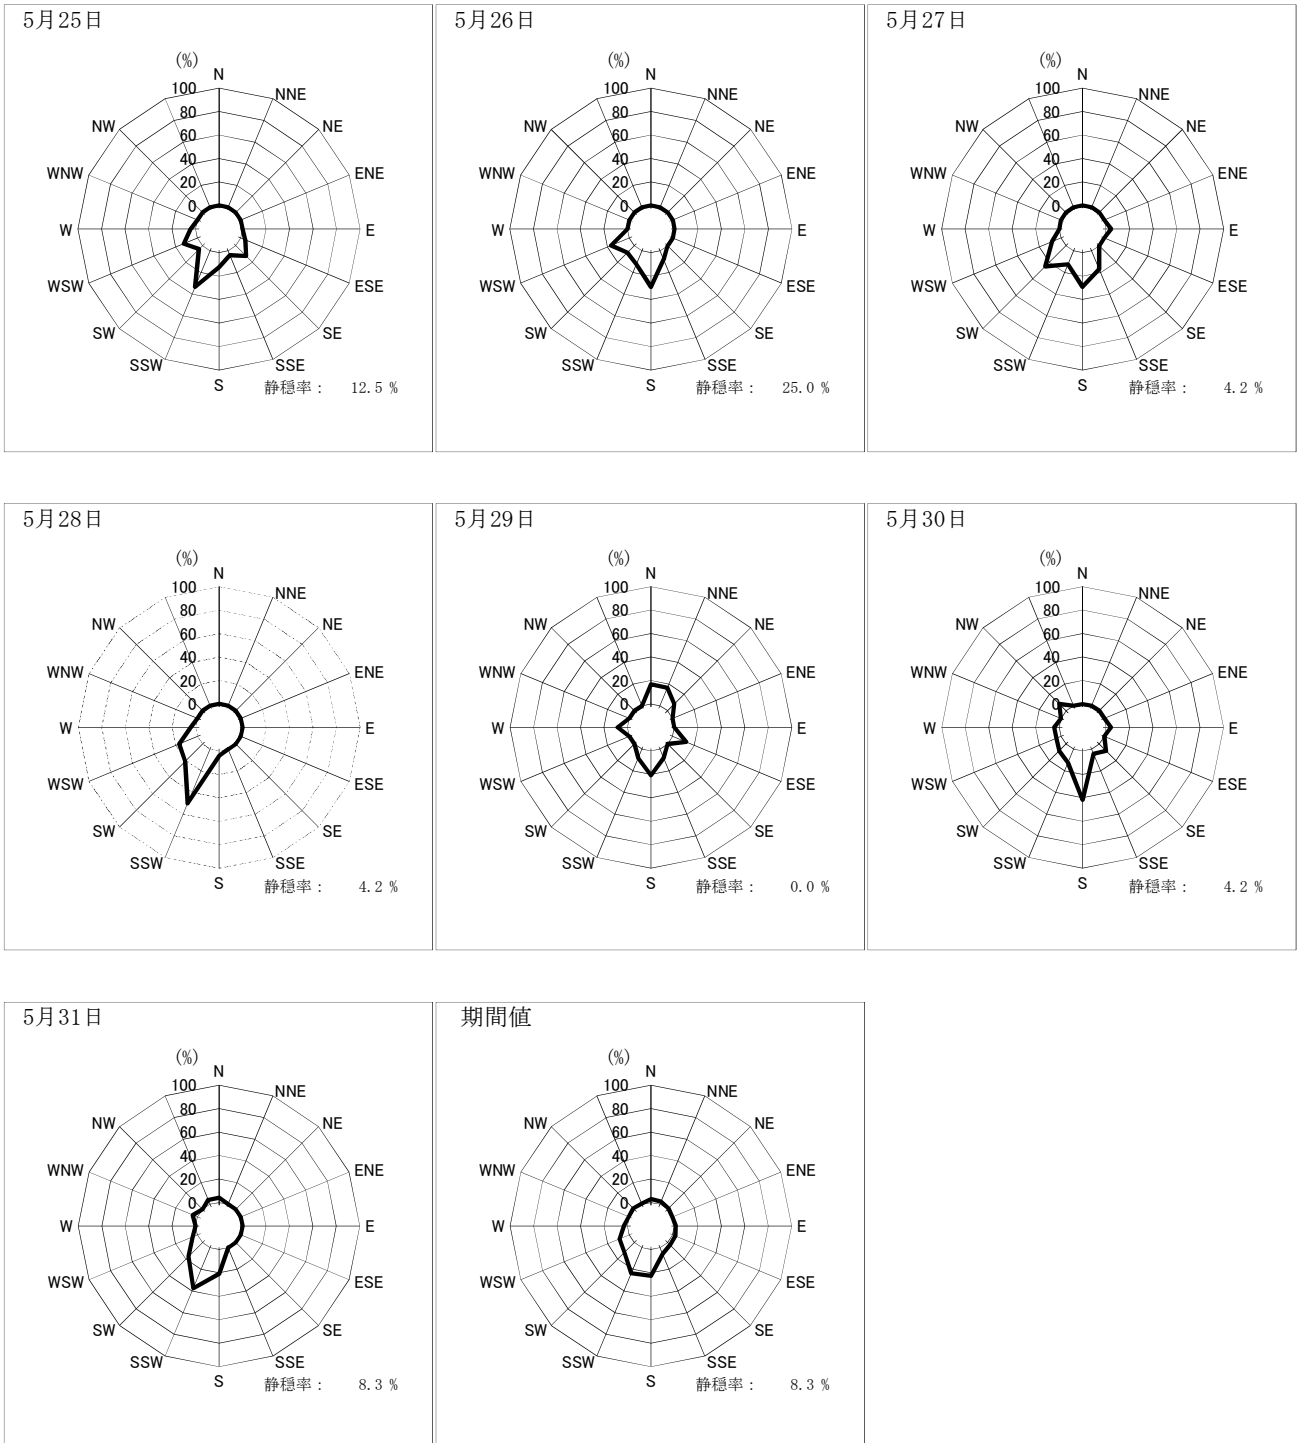 5月25日
(%)
N
NNE
NE
ENE
E
ESE
SE
SSE
S
SSW
SW
WSW
W
WNW
NW
100
80
60
40
20
0
静穏率： 12.5 %
5月26日
(%)
N
NNE
NE
ENE
E
ESE
SE
SSE
S
SSW
SW
WSW
W
WNW
NW
100
80
60
40
20
0
静穏率： 25.0 %
5月27日
(%)
N
NNE
NE
ENE
E
ESE
SE
SSE
S
SSW
SW
WSW
W
WNW
NW
100
80
60
40
20
0
静穏率： 4.2 %
5月28日
(%)
N
NNE
NE
ENE
E
ESE
SE
SSE
S
SSW
SW
WSW
W
WNW
NW
100
80
60
40
20
0
静穏率： 4.2 %
5月29日
(%)
N
NNE
NE
ENE
E
ESE
SE
SSE
S
SSW
SW
WSW
W
WNW
NW
100
80
60
40
20
0
静穏率： 0.0 %
5月30日
(%)
N
NNE
NE
ENE
E
ESE
SE
SSE
S
SSW
SW
WSW
W
WNW
NW
100
80
60
40
20
0
静穏率： 4.2 %
5月31日
(%)
N
NNE
NE
ENE
E
ESE
SE
SSE
S
SSW
SW
WSW
W
WNW
NW
100
80
60
40
20
0
静穏率： 8.3 %
期間値
(%)
N
NNE
NE
ENE
E
ESE
SE
SSE
S
SSW
SW
WSW
W
WNW
NW
100
80
60
40
20
0
静穏率： 8.3 %